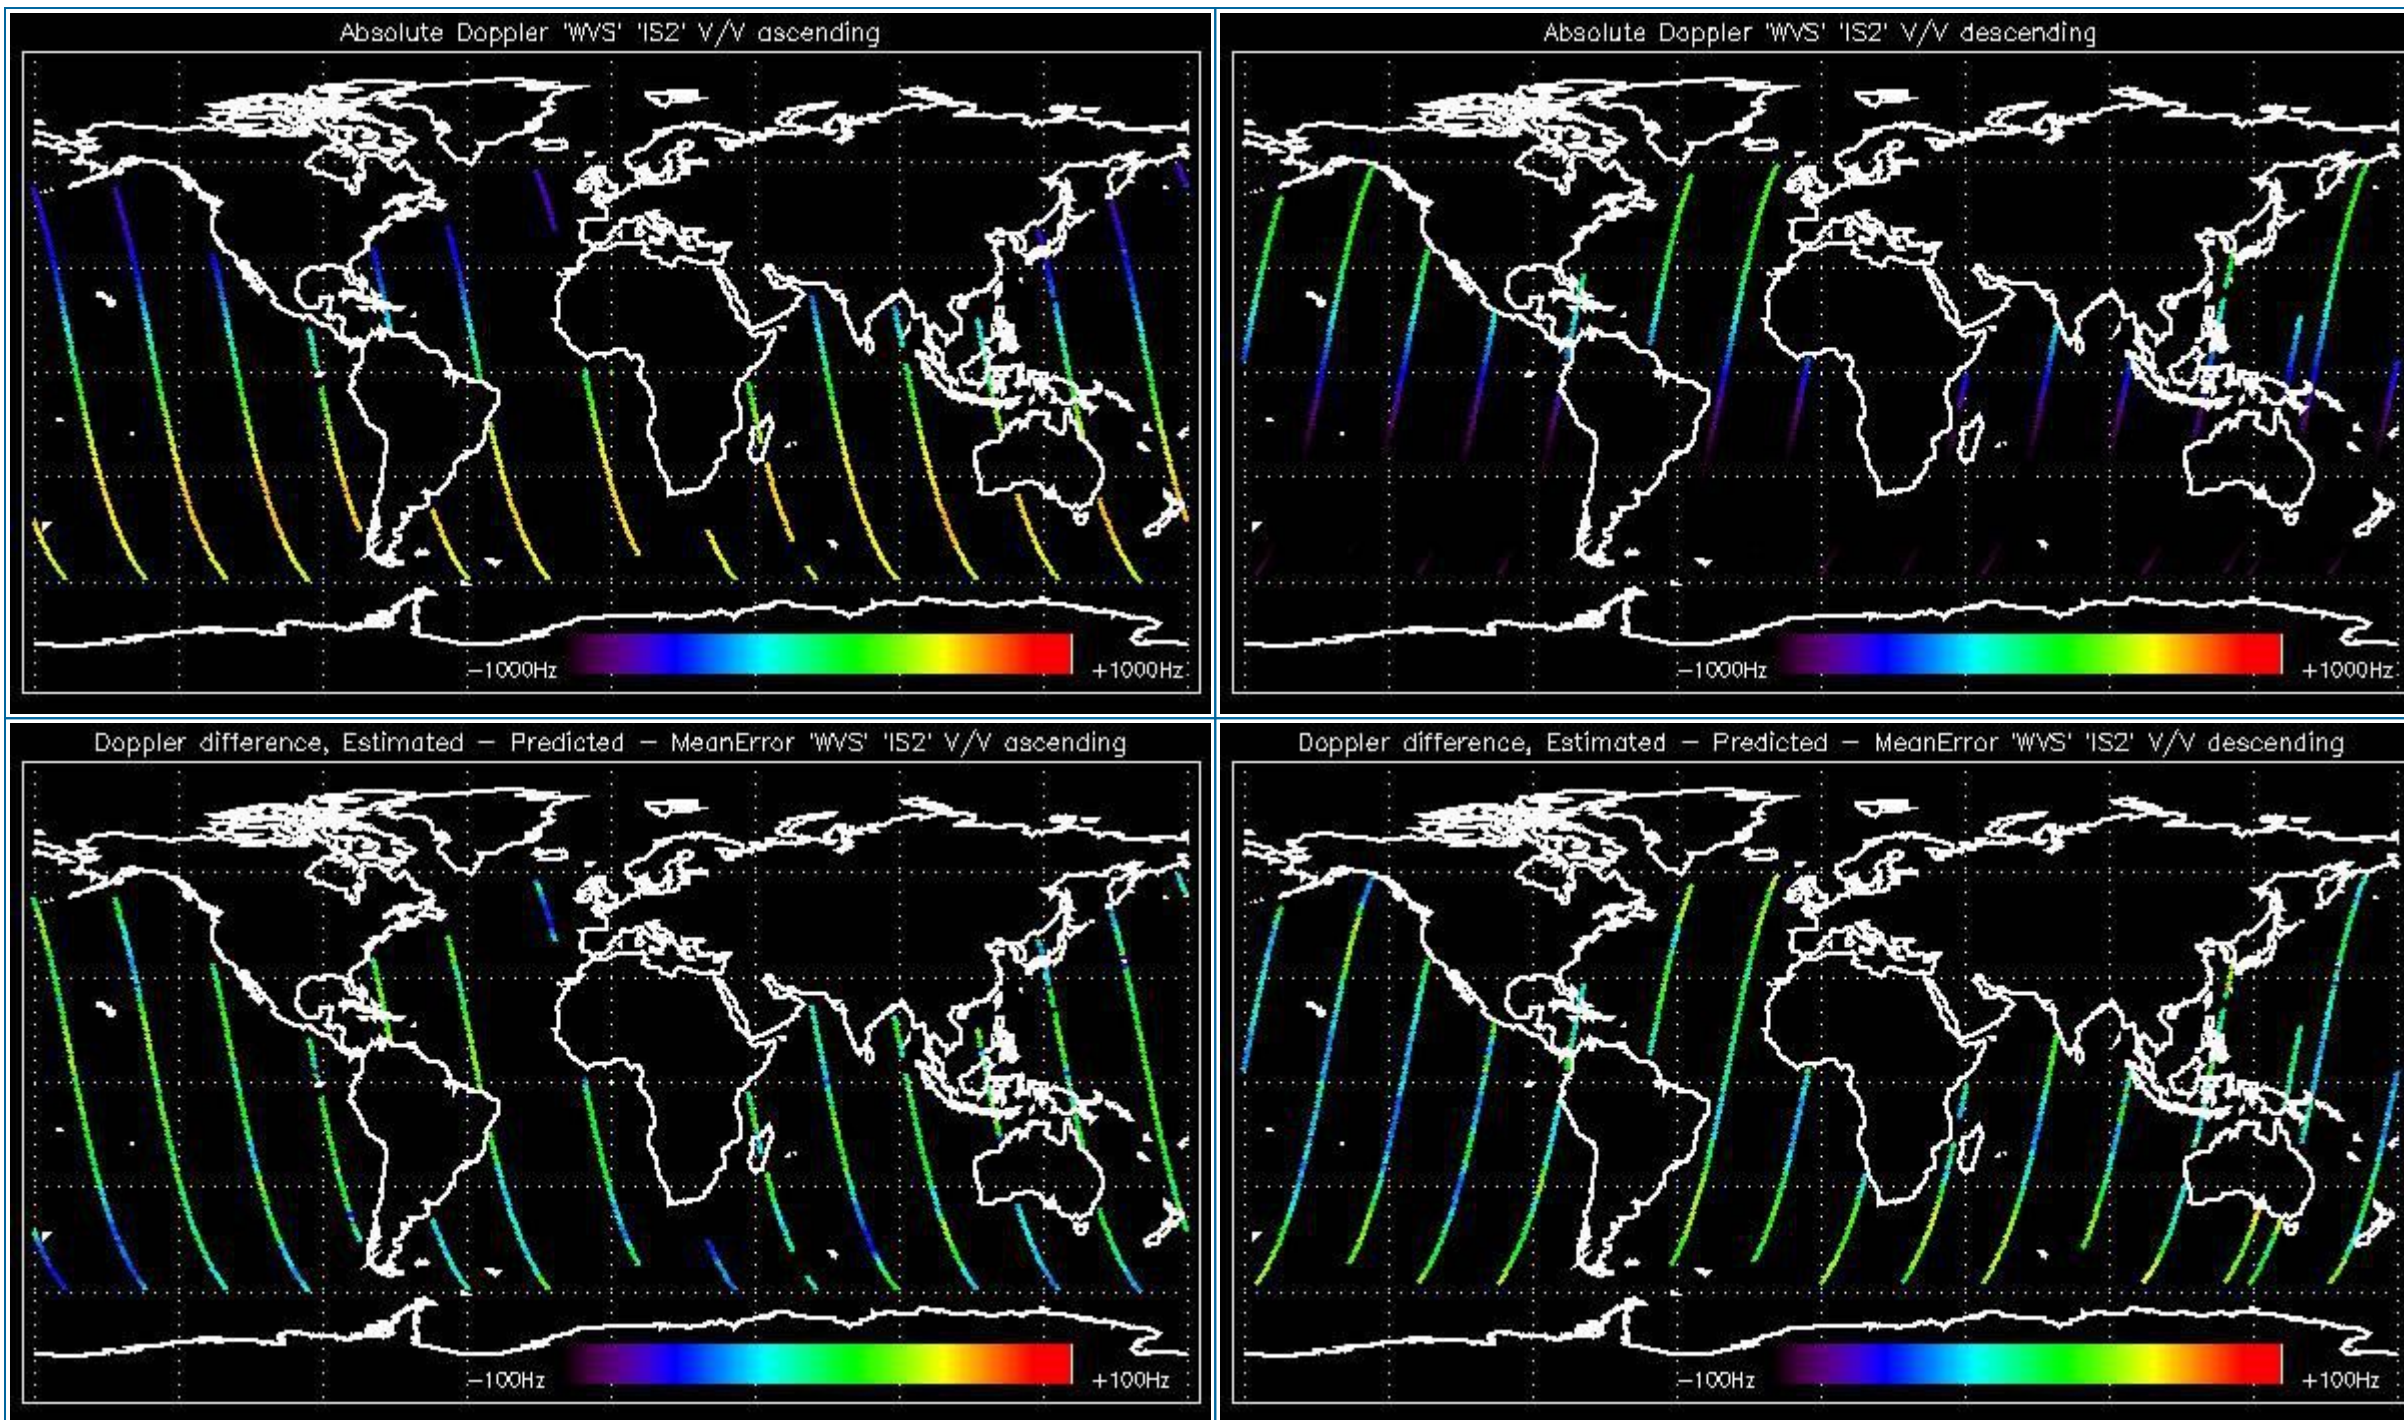 Absolute Doppler 'WVS' 'IS2' V/V ascending
-1000Hz
+1000Hz
Absolute Doppler 'WVS' 'IS2' V/V descending
-1000Hz
+1000Hz
Doppler difference, Estimated - Predicted - MeanError 'WVS' 'IS2' V/V ascending
-100Hz
+100Hz
Doppler difference, Estimated - Predicted - MeanError 'WVS' 'IS2' V/V descending
-100Hz
+100Hz